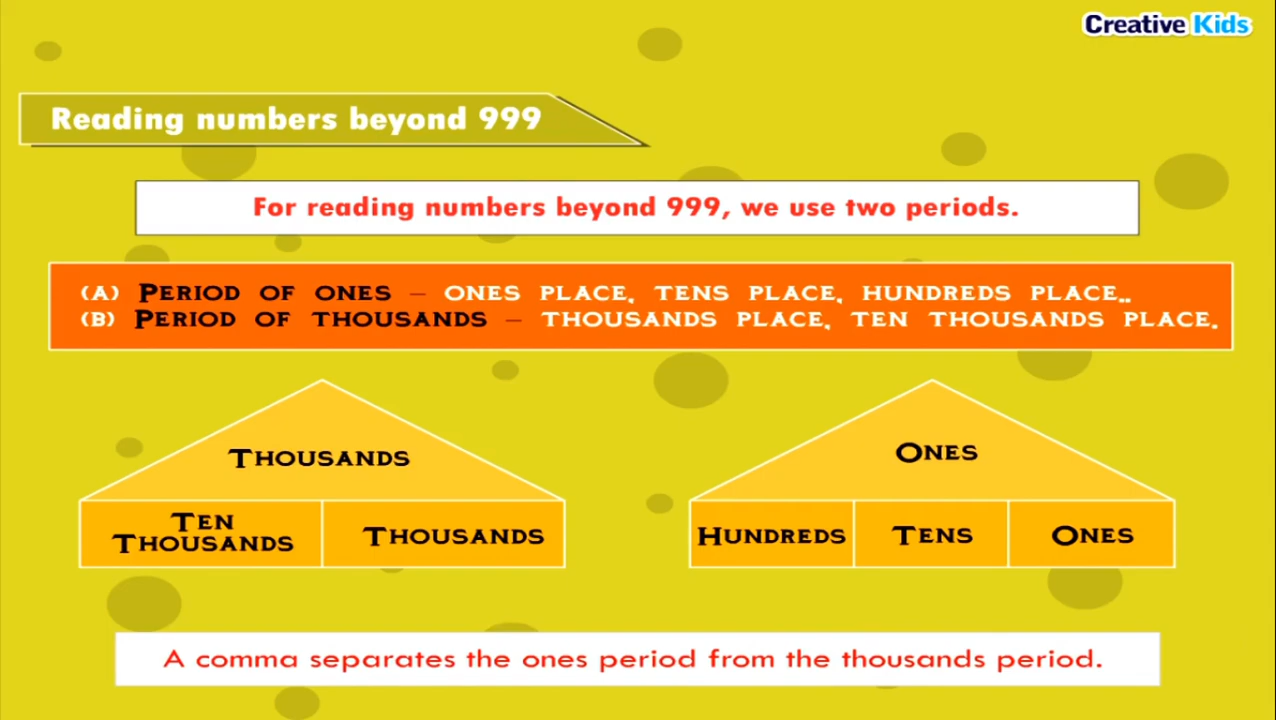 Creative Kids
Reading numbers beyond 999
For reading numbers beyond 999, we use two periods.
(A) PERIOD OF ONES – ONES PLACE, TENS PLACE, HUNDREDS PLACE..
(B) PERIOD OF THOUSANDS – THOUSANDS PLACE, TEN THOUSANDS PLACE.
THOUSANDS
TEN
THOUSANDS
THOUSANDS
ONES
HUNDREDS
TENS
ONES
A comma separates the ones period from the thousands period.